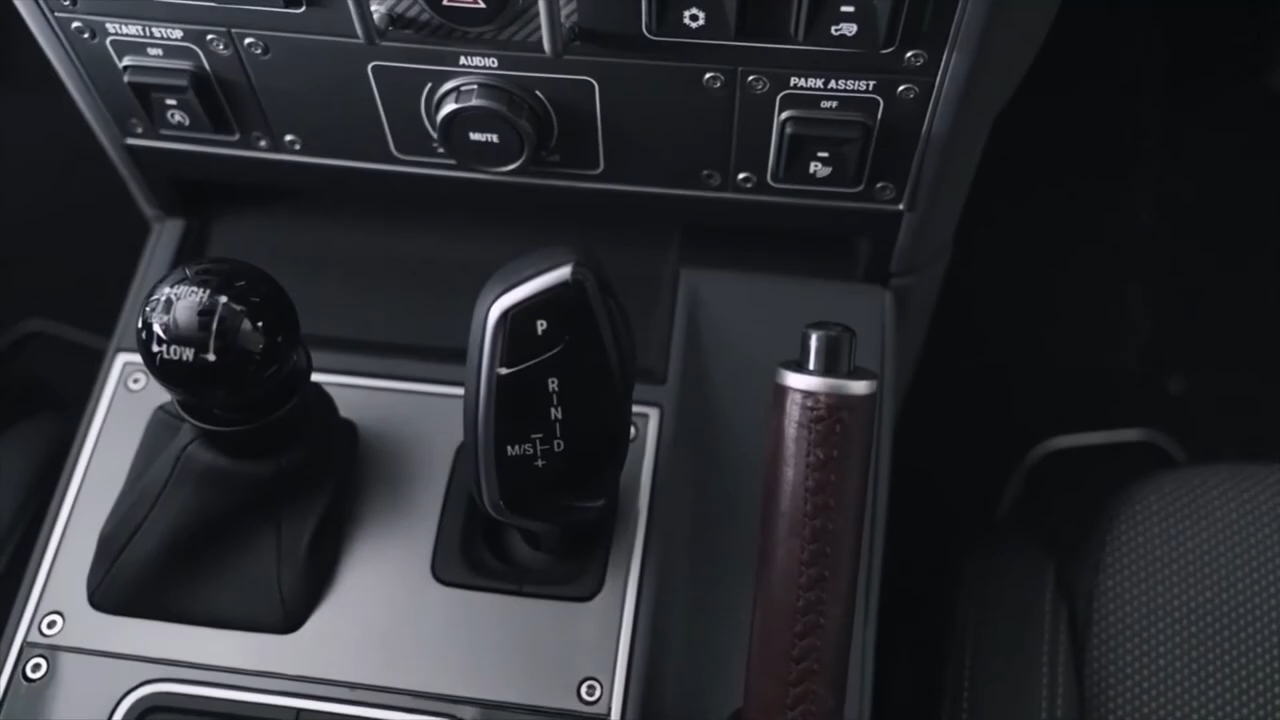 START / STOP
OFF
AUDIO
MUTE
PARK ASSIST
OFF
P
HIGH
LOW
P
R
N
M/S
D
+